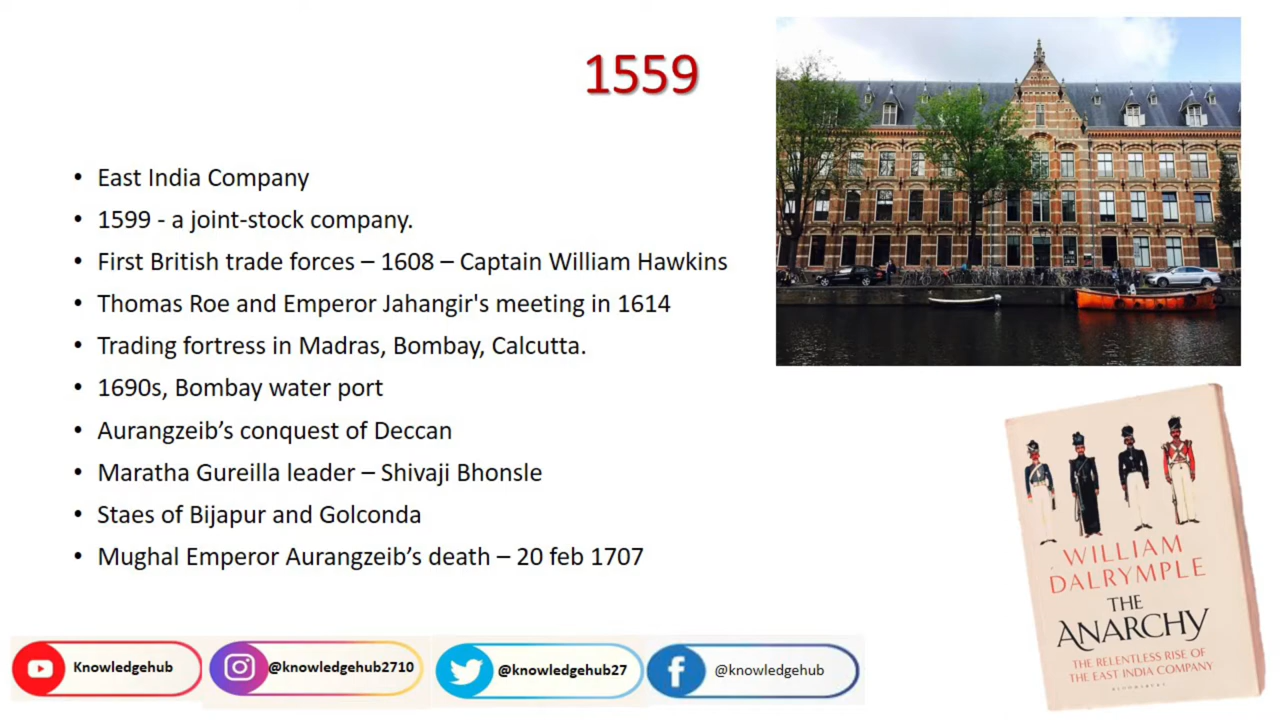 1559
• East India Company
• 1599 - a joint-stock company.
• First British trade forces – 1608 – Captain William Hawkins
• Thomas Roe and Emperor Jahangir's meeting in 1614
• Trading fortress in Madras, Bombay, Calcutta.
• 1690s, Bombay water port
• Aurangzeib’s conquest of Deccan
• Maratha Gureilla leader – Shivaji Bhonsle
• Staes of Bijapur and Golconda
• Mughal Emperor Aurangzeib’s death – 20 feb 1707
WILLIAM
DALRYMPLE
THE
ANARCHY
THE RELENTLESS RISE OF
THE EAST INDIA COMPANY
BLOOMSBURY
Knowledgehub
@knowledgehub2710
@knowledgehub27
@knowledgehub